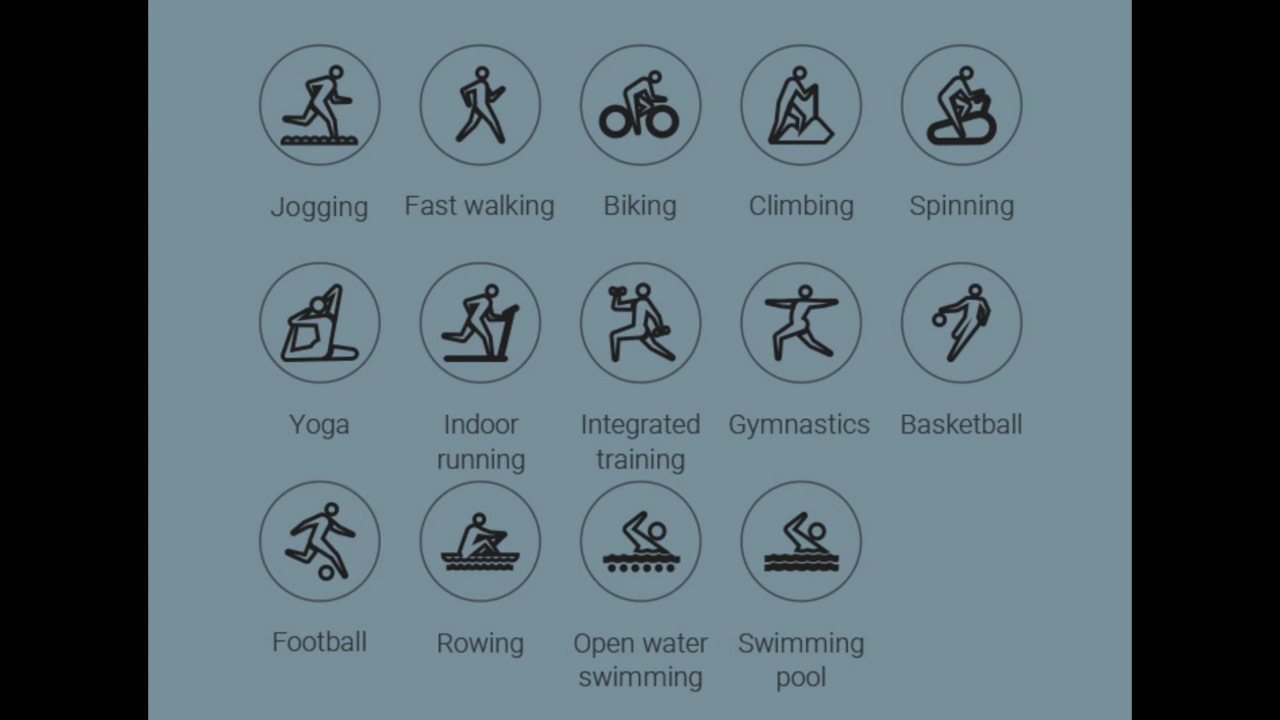 Jogging
Fast walking
Biking
Climbing
Spinning
Yoga
Indoor
running
Integrated
training
Gymnastics
Basketball
Football
Rowing
Open water
swimming
Swimming
pool